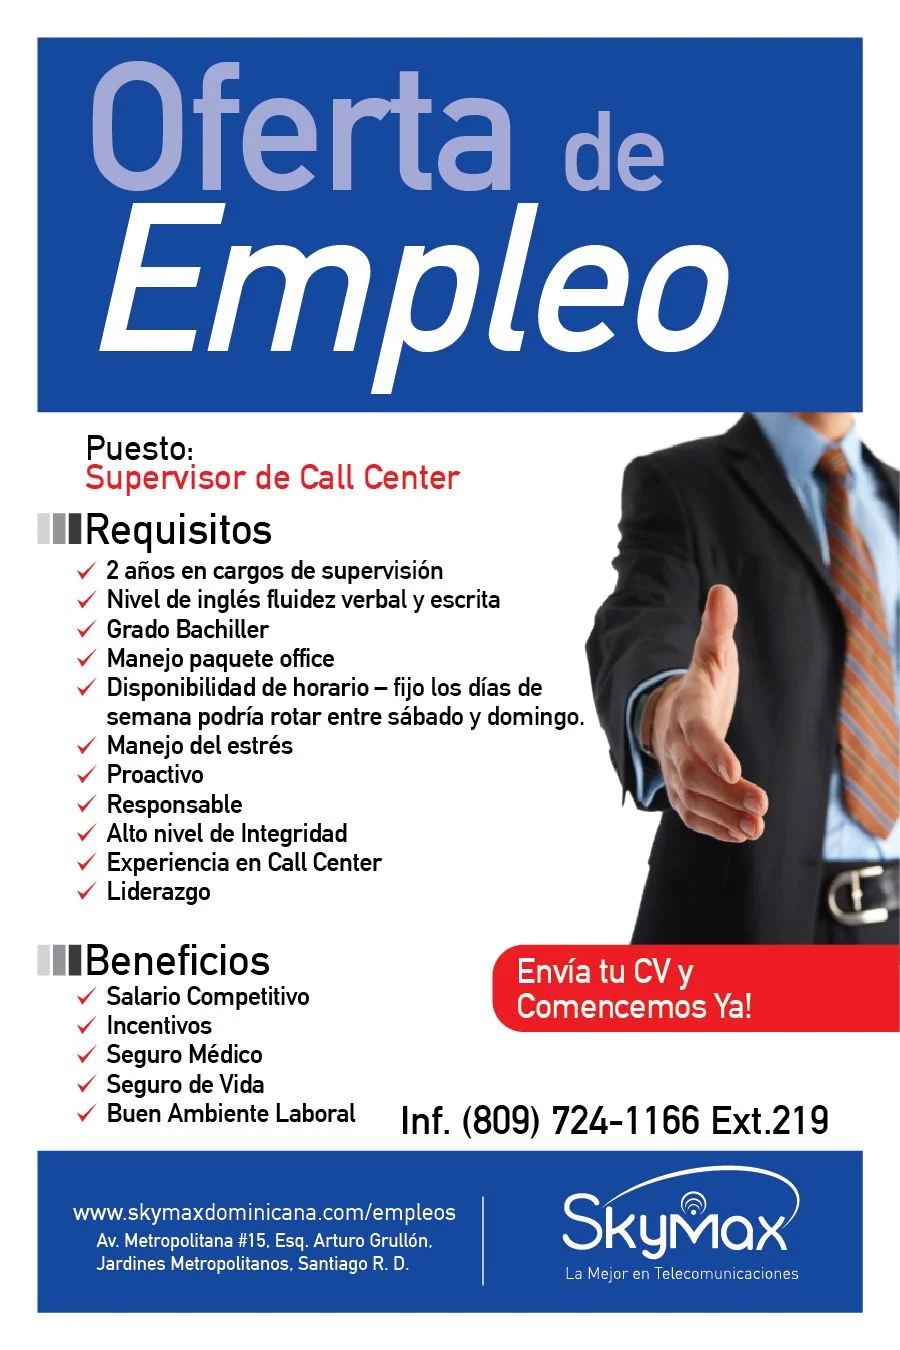 Oferta de
Empleo
Puesto:
Supervisor de Call Center
Requisitos
2 años en cargos de supervisión
Nivel de inglés fluidez verbal y escrita
Grado Bachiller
Manejo paquete office
Disponibilidad de horario – fijo los días de
semana podría rotar entre sábado y domingo.
Manejo del estrés
Proactivo
Responsable
Alto nivel de Integridad
Experiencia en Call Center
Liderazgo
Beneficios
Salario Competitivo
Incentivos
Seguro Médico
Seguro de Vida
Buen Ambiente Laboral
Envía tu CV y
Comencemos Ya!
Inf. (809) 724-1166 Ext.219
www.skymaxdominicana.com/empleos
Av. Metropolitana #15, Esq. Arturo Grullón,
Jardines Metropolitanos, Santiago R. D.
SkyMax
La Mejor en Telecomunicaciones